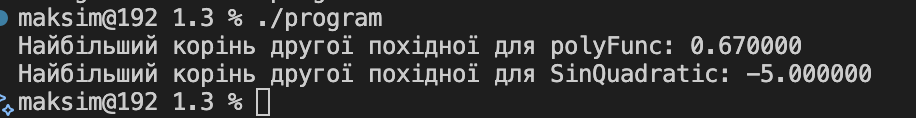 maksim@192 1.3 % ./program
Найбільший корінь другої похідної для polyFunc: 0.670000
Найбільший корінь другої похідної для SinQuadratic: -5.000000
maksim@192 1.3 %